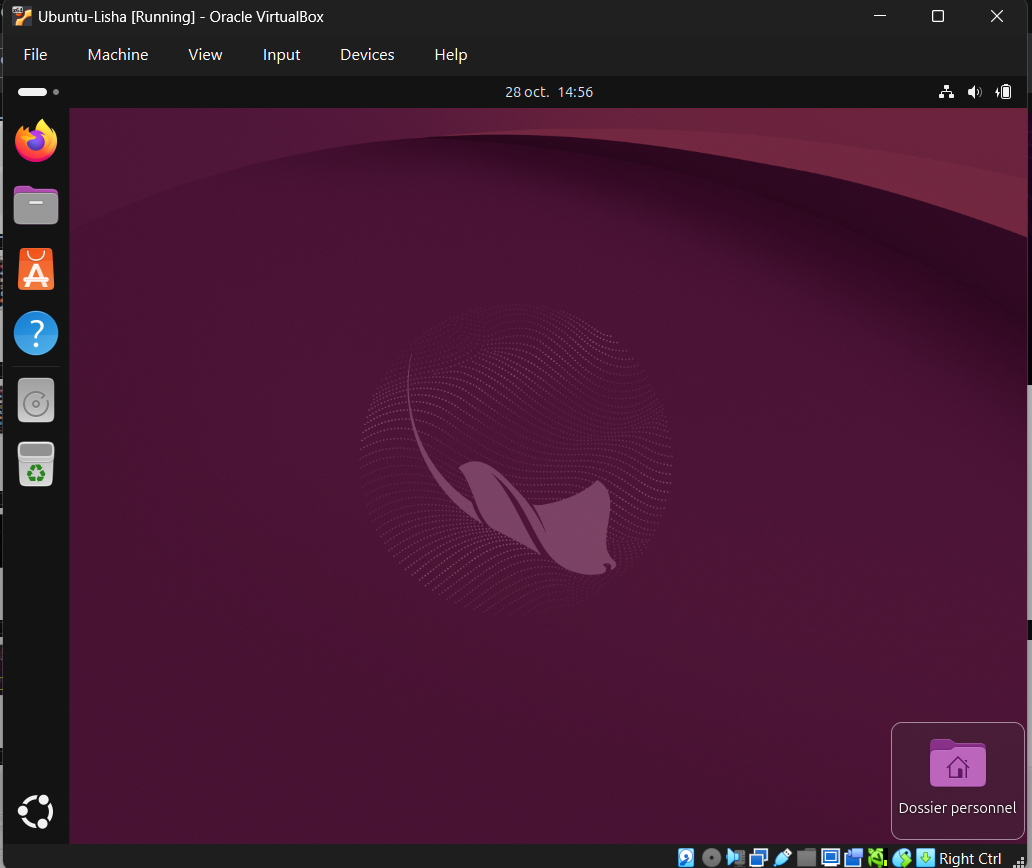 Ubuntu-Lisha [Running] - Oracle VirtualBox
File Machine View Input Devices Help
28 oct. 14:56
Dossier personnel
Right Ctrl